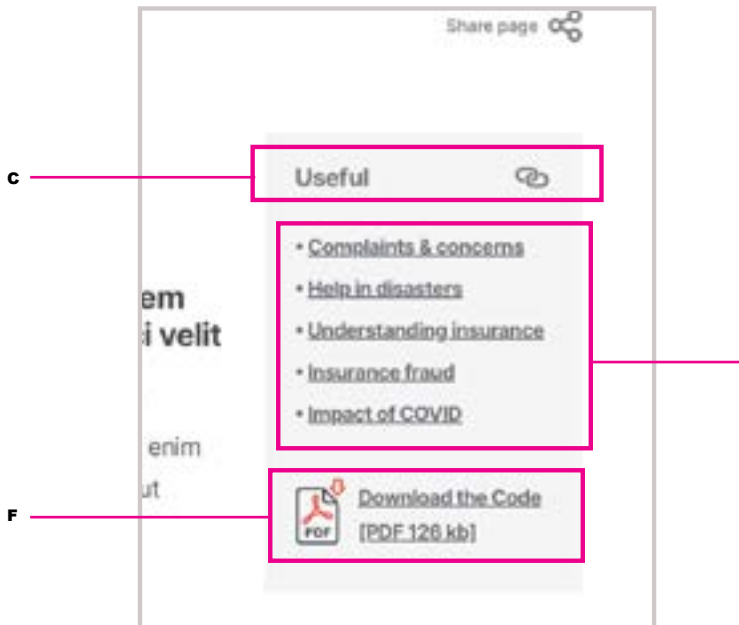 Share page
C
Useful
• Complaints & concerns
• Help in disasters
• Understanding insurance
• Insurance fraud
• Impact of COVID
em
i velit
enim
ut
F
PDF
Download the Code
[PDF 126 kb]